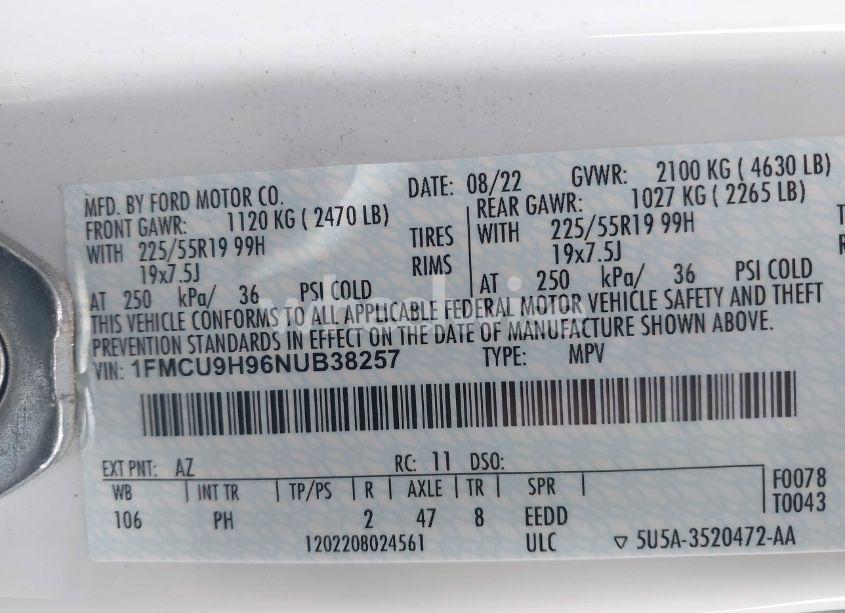 MFD. BY FORD MOTOR CO. DATE: 08/22 GVWR: 2100 KG ( 4630 LB)
FRONT GAWR: 1120 KG ( 2470 LB) REAR GAWR: 1027 KG ( 2265 LB)
WITH 225/55R19 99H TIRES WITH 225/55R19 99H T
19x7.5J RIMS 19x7.5J R
AT 250 kPa/ 36 PSI COLD AT 250 kPa/ 36 PSI COLD
THIS VEHICLE CONFORMS TO ALL APPLICABLE FEDERAL MOTOR VEHICLE SAFETY AND THEFT
PREVENTION STANDARDS IN EFFECT ON THE DATE OF MANUFACTURE SHOWN ABOVE.
VIN: 1FMCU9H96NUB38257 TYPE: MPV
EXT PNT: AZ RC: 11 DSO:
WB INT TR TP/PS R AXLE TR SPR F0078
106 PH 2 47 8 EEDD T0043
1202208024561 ULC ▽ 5U5A-3520472-AA